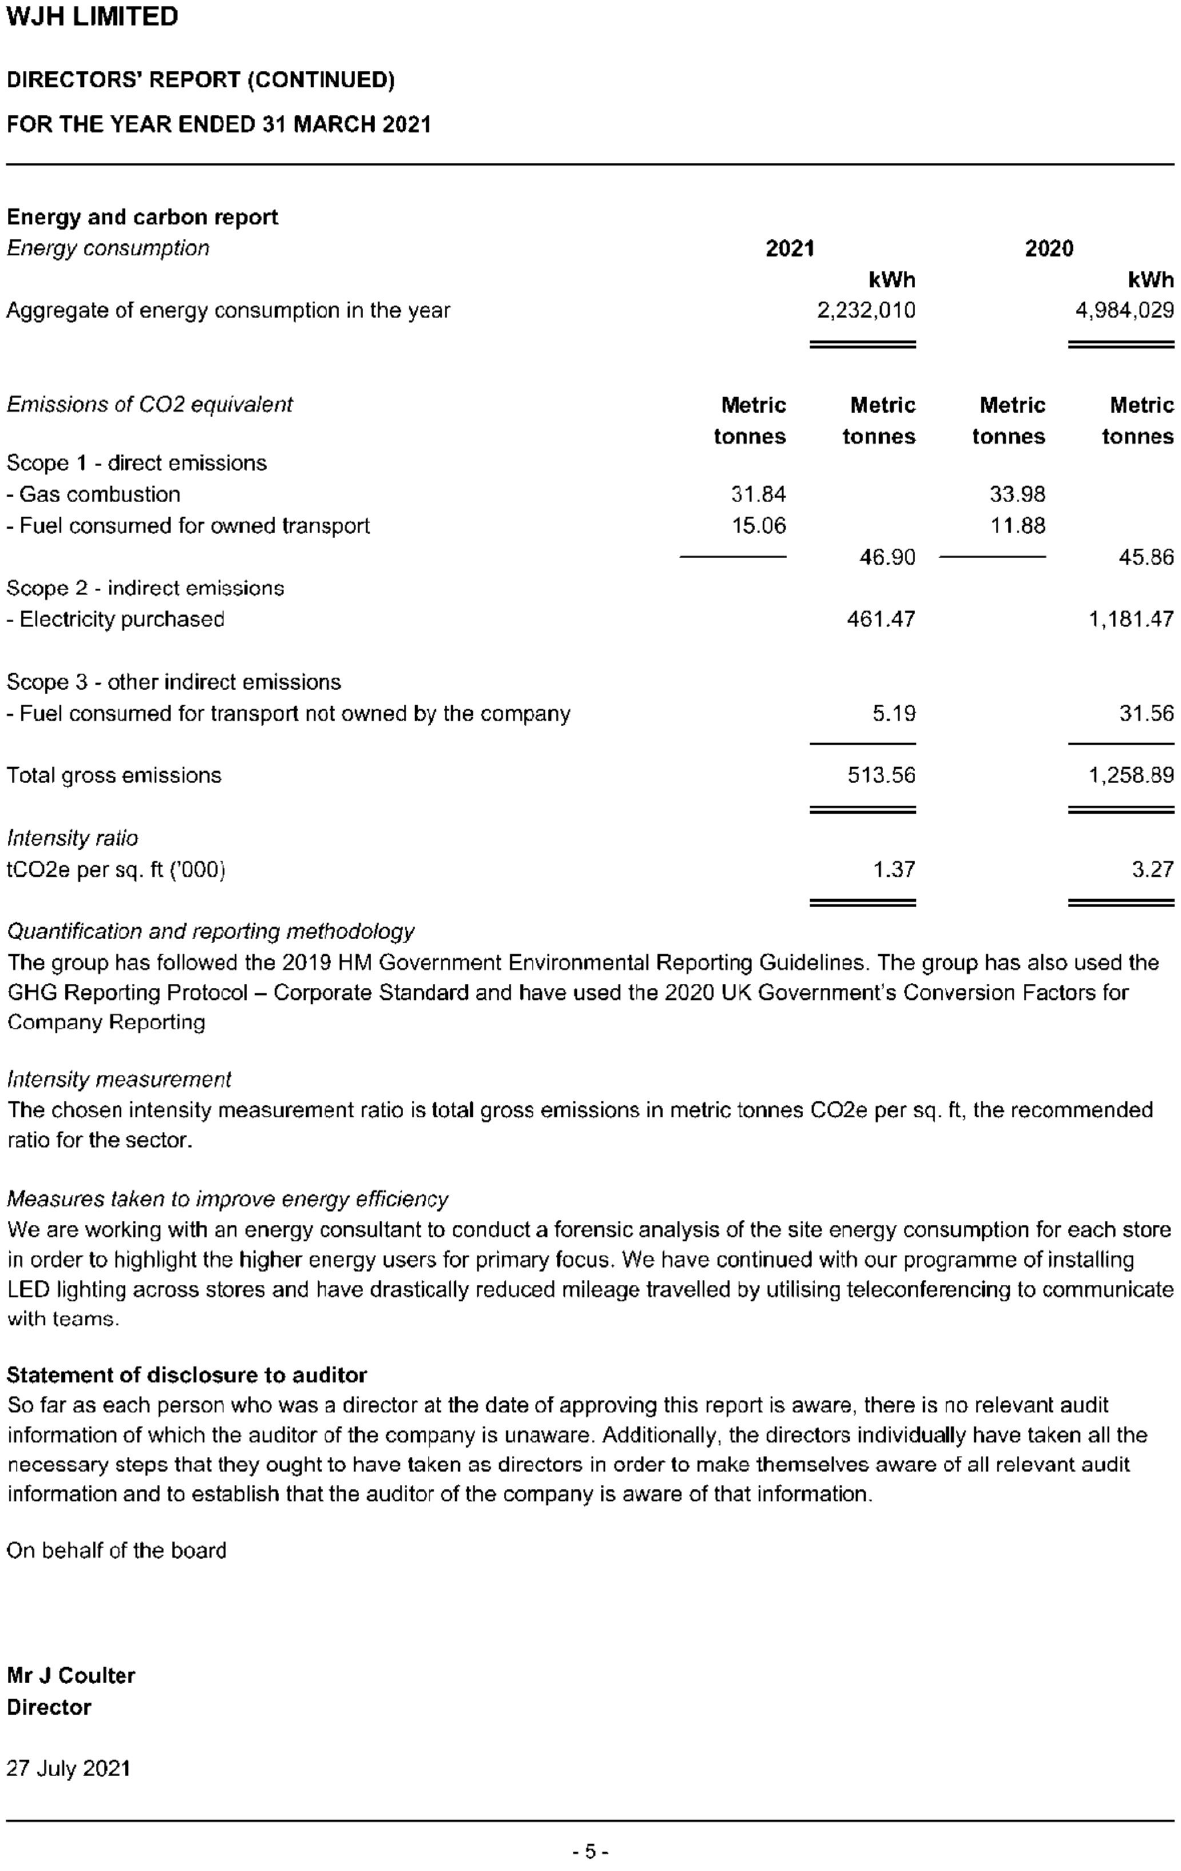 WJH LIMITED
DIRECTORS' REPORT (CONTINUED)
FOR THE YEAR ENDED 31 MARCH 2021
Energy and carbon report
Energy consumption 2021 2020
kWh kWh
Aggregate of energy consumption in the year 2,232,010 4,984,029
Emissions of CO2 equivalent Metric Metric Metric Metric
tonnes tonnes tonnes tonnes
Scope 1 - direct emissions
- Gas combustion 31.84 33.98
- Fuel consumed for owned transport 15.06 11.88
46.90 45.86
Scope 2 - indirect emissions
- Electricity purchased 461.47 1,181.47
Scope 3 - other indirect emissions
- Fuel consumed for transport not owned by the company 5.19 31.56
Total gross emissions 513.56 1,258.89
Intensity ratio
tCO2e per sq. ft ('000) 1.37 3.27
Quantification and reporting methodology
The group has followed the 2019 HM Government Environmental Reporting Guidelines. The group has also used the
GHG Reporting Protocol – Corporate Standard and have used the 2020 UK Government's Conversion Factors for
Company Reporting
Intensity measurement
The chosen intensity measurement ratio is total gross emissions in metric tonnes CO2e per sq. ft, the recommended
ratio for the sector.
Measures taken to improve energy efficiency
We are working with an energy consultant to conduct a forensic analysis of the site energy consumption for each store
in order to highlight the higher energy users for primary focus. We have continued with our programme of installing
LED lighting across stores and have drastically reduced mileage travelled by utilising teleconferencing to communicate
with teams.
Statement of disclosure to auditor
So far as each person who was a director at the date of approving this report is aware, there is no relevant audit
information of which the auditor of the company is unaware. Additionally, the directors individually have taken all the
necessary steps that they ought to have taken as directors in order to make themselves aware of all relevant audit
information and to establish that the auditor of the company is aware of that information.
On behalf of the board
Mr J Coulter
Director
27 July 2021
- 5 -